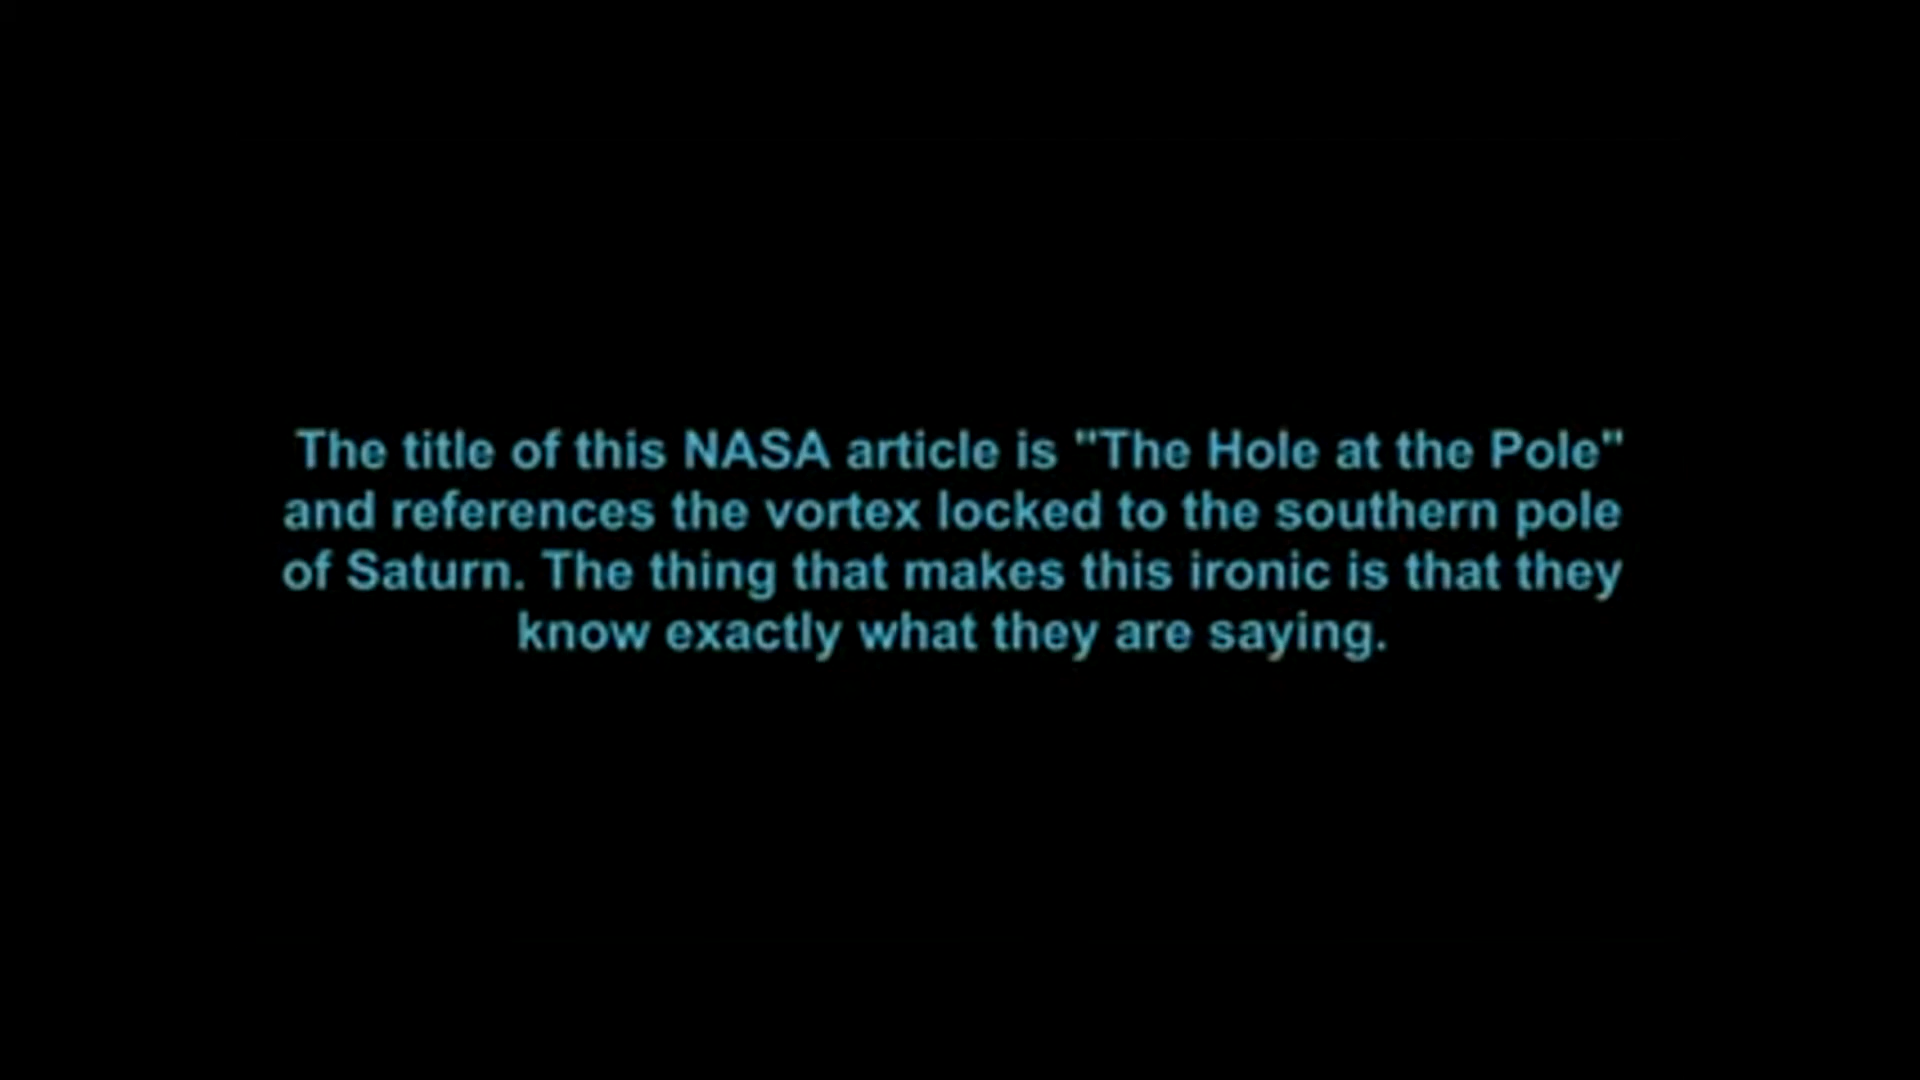 The title of this NASA article is "The Hole at the Pole"
and references the vortex locked to the southern pole
of Saturn. The thing that makes this ironic is that they
know exactly what they are saying.